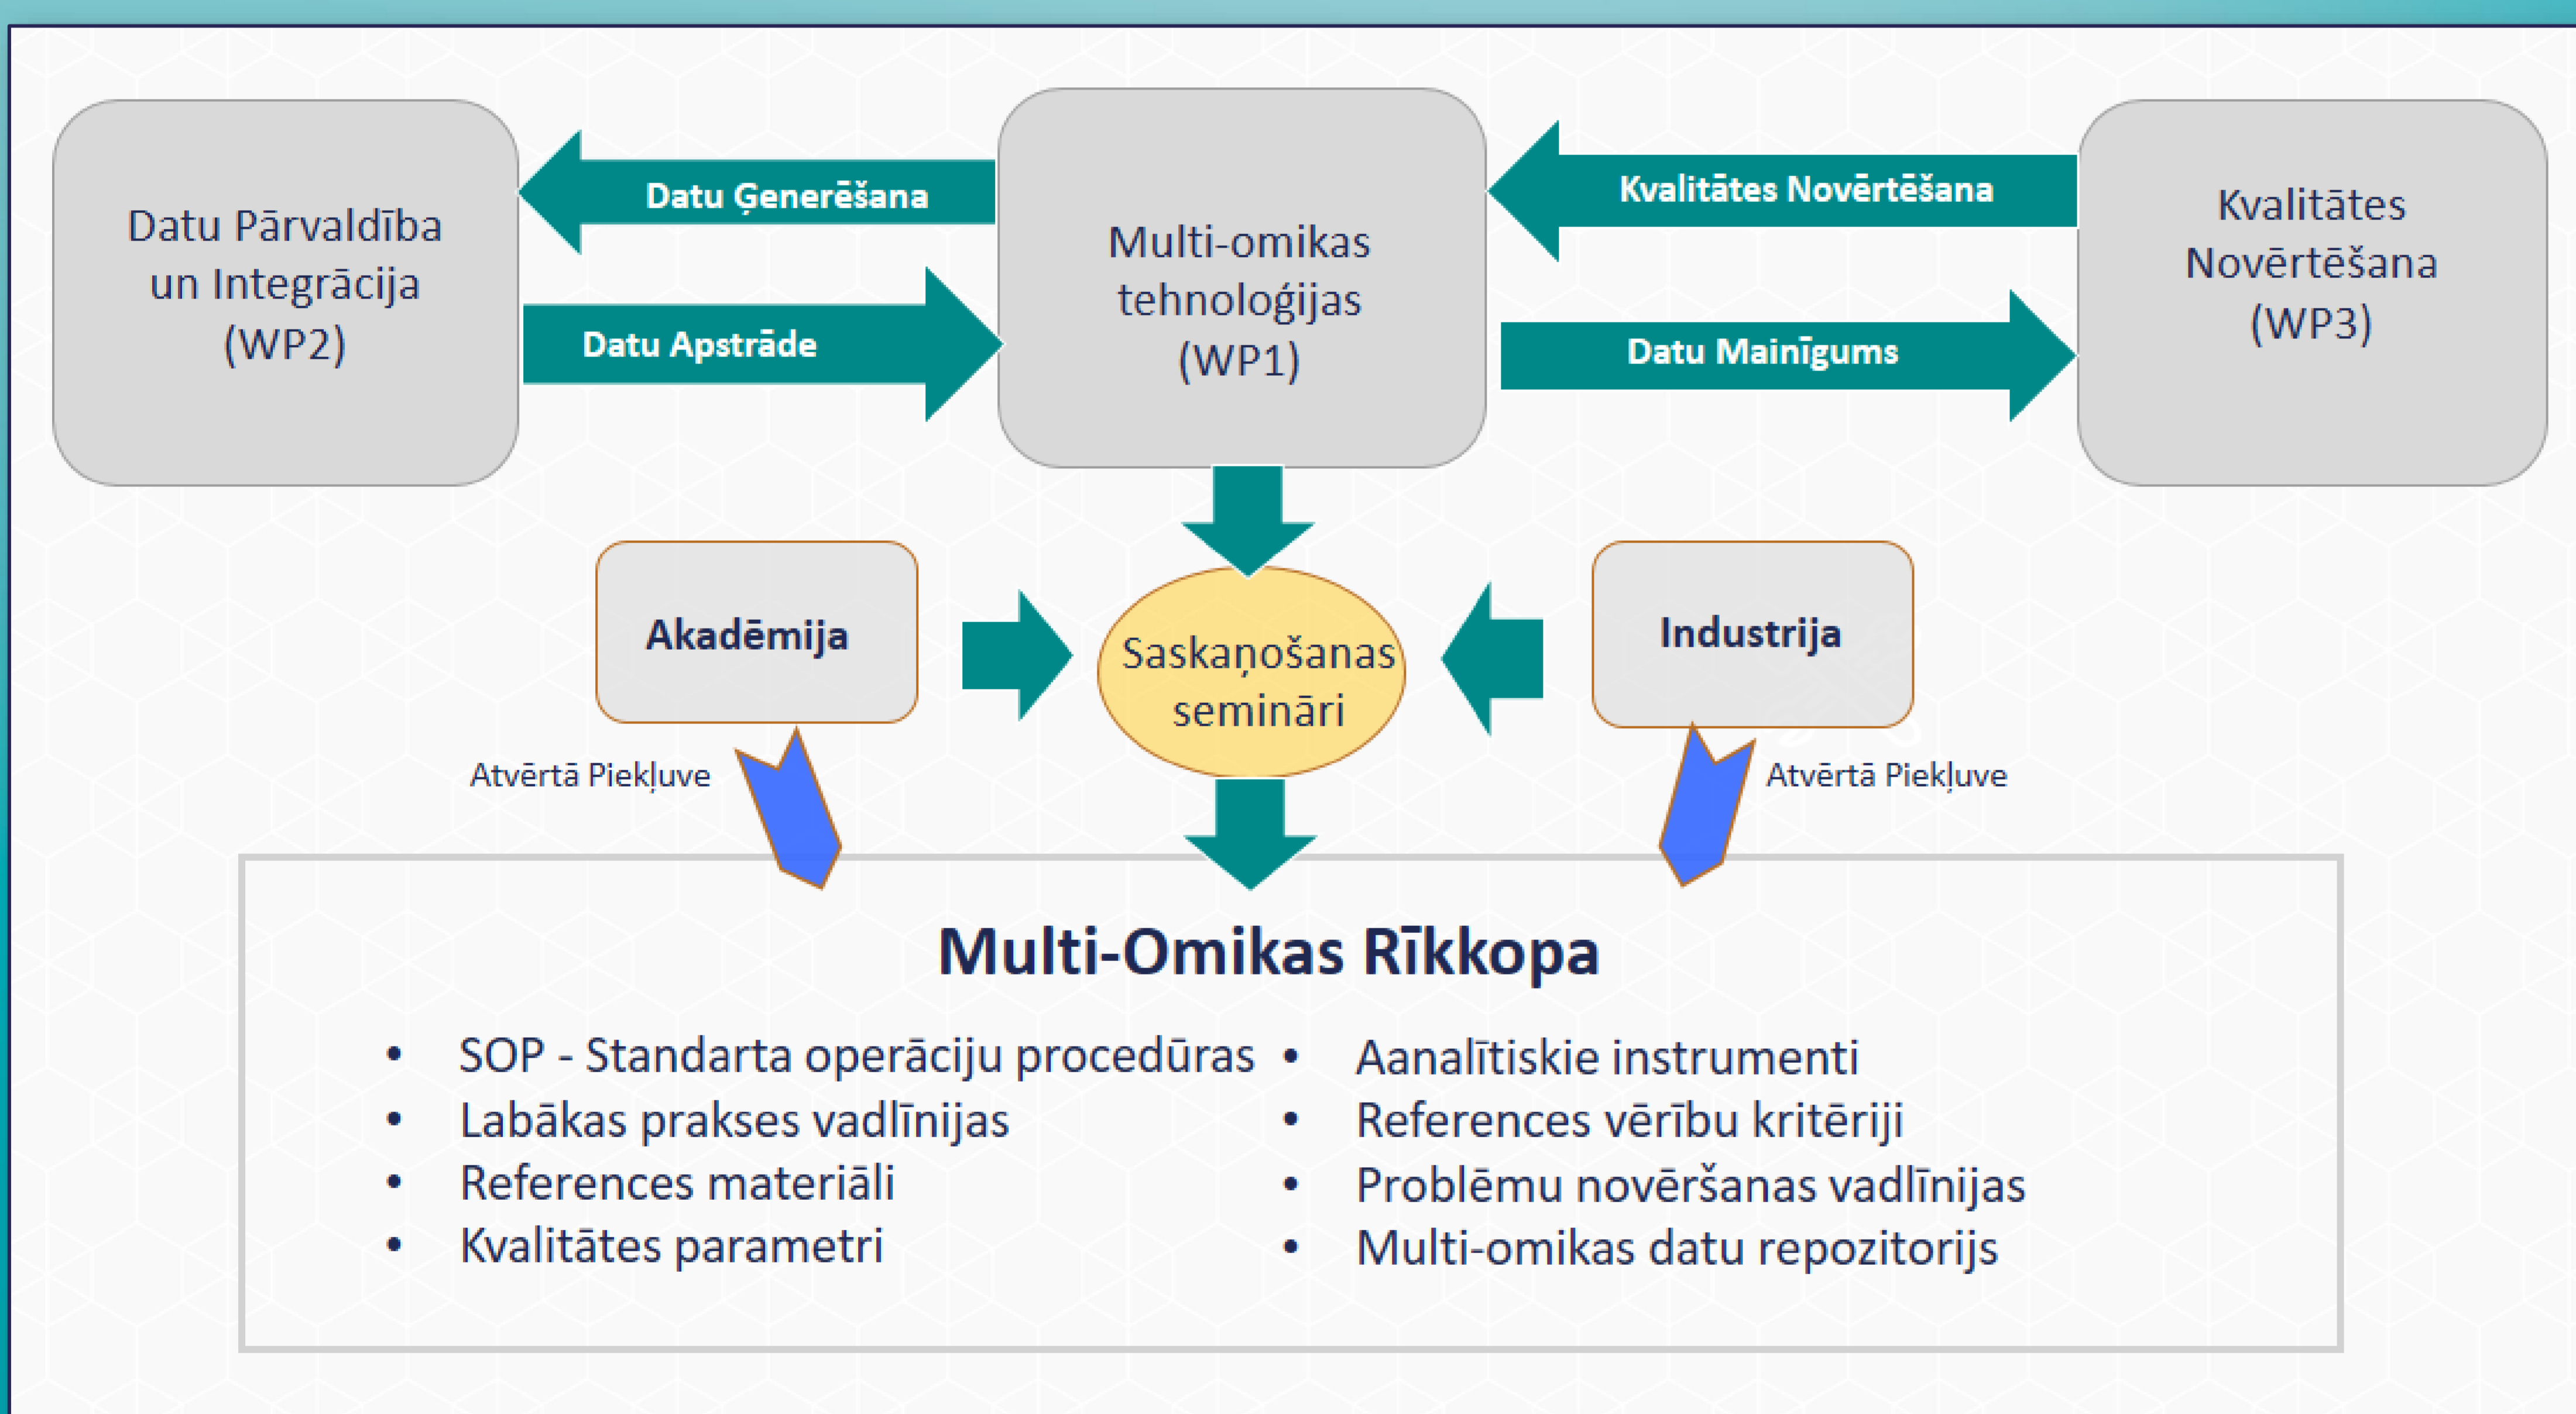 Datu Pārvaldība
un Integrācija
(WP2)
Datu Ģenerēšana
Datu Apstrāde
Multi-omikas
tehnoloģijas
(WP1)
Kvalitātes Novērtēšana
Datu Mainīgums
Kvalitātes
Novērtēšana
(WP3)
Akadēmija
Saskaņošanas
semināri
Industrija
Atvērtā Piekļuve
Atvērtā Piekļuve
Multi-Omikas Rīkkopa
• SOP - Standarta operāciju procedūras
• Labākas prakses vadlīnijas
• References materiāli
• Kvalitātes parametri
• Aanalītiskie instrumenti
• References vērību kritēriji
• Problēmu novēršanas vadlīnijas
• Multi-omikas datu repozitorijs